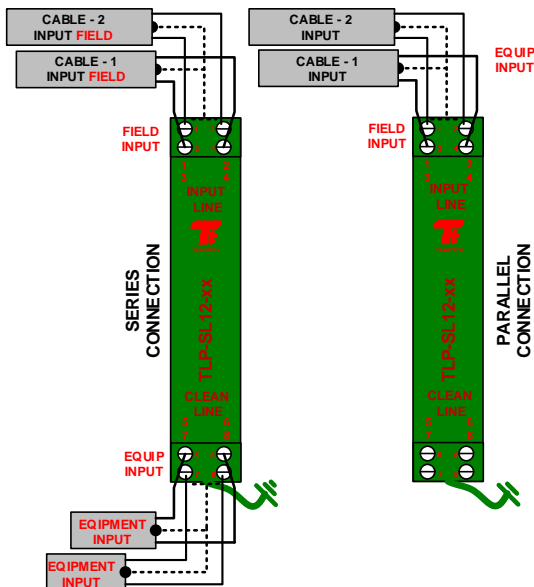 CABLE - 2
INPUT FIELD
CABLE - 1
INPUT FIELD
FIELD
INPUT
1 2
3 4
INPUT
LINE
TLP-SL12-xx
SERIES
CONNECTION
CLEAN
LINE
5 6
7 8
EQUIP
INPUT
EQIPMENT
INPUT
EQUIPMENT
INPUT
CABLE - 2
INPUT
CABLE - 1
INPUT
EQUIP
INPUT
FIELD
INPUT
1 2
3 4
INPUT
LINE
TLP-SL12-xx
PARALLEL
CONNECTION
CLEAN
LINE
5 6
7 8